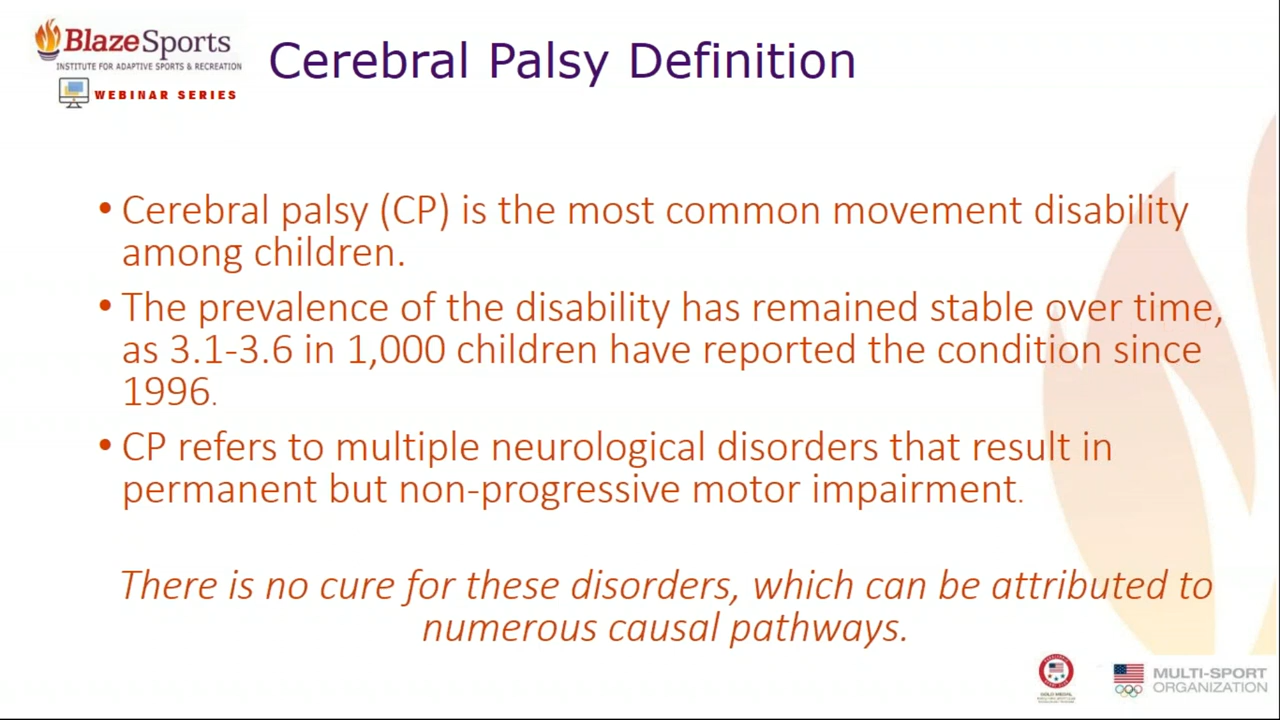 BlazeSports
INSTITUTE FOR ADAPTIVE SPORTS & RECREATION
WEBINAR SERIES
Cerebral Palsy Definition
• Cerebral palsy (CP) is the most common movement disability
among children.
• The prevalence of the disability has remained stable over time,
as 3.1-3.6 in 1,000 children have reported the condition since
1996.
• CP refers to multiple neurological disorders that result in
permanent but non-progressive motor impairment.
There is no cure for these disorders, which can be attributed to
numerous causal pathways.
GOLD MEDAL
MULTI-SPORT
ORGANIZATION